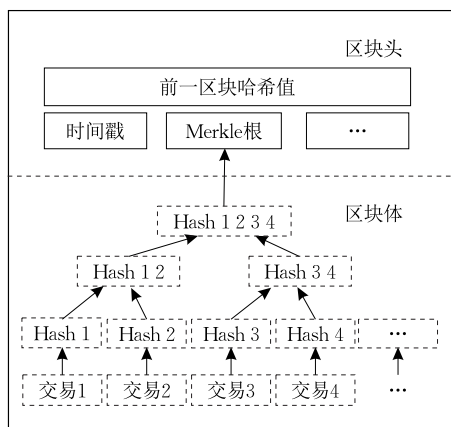 区块头
前一区块哈希值
时间戳 Merkle根 …
区块体
Hash 1 2 3 4
Hash 1 2 Hash 3 4
Hash 1 Hash 2 Hash 3 Hash 4 …
交易1 交易2 交易3 交易4 …